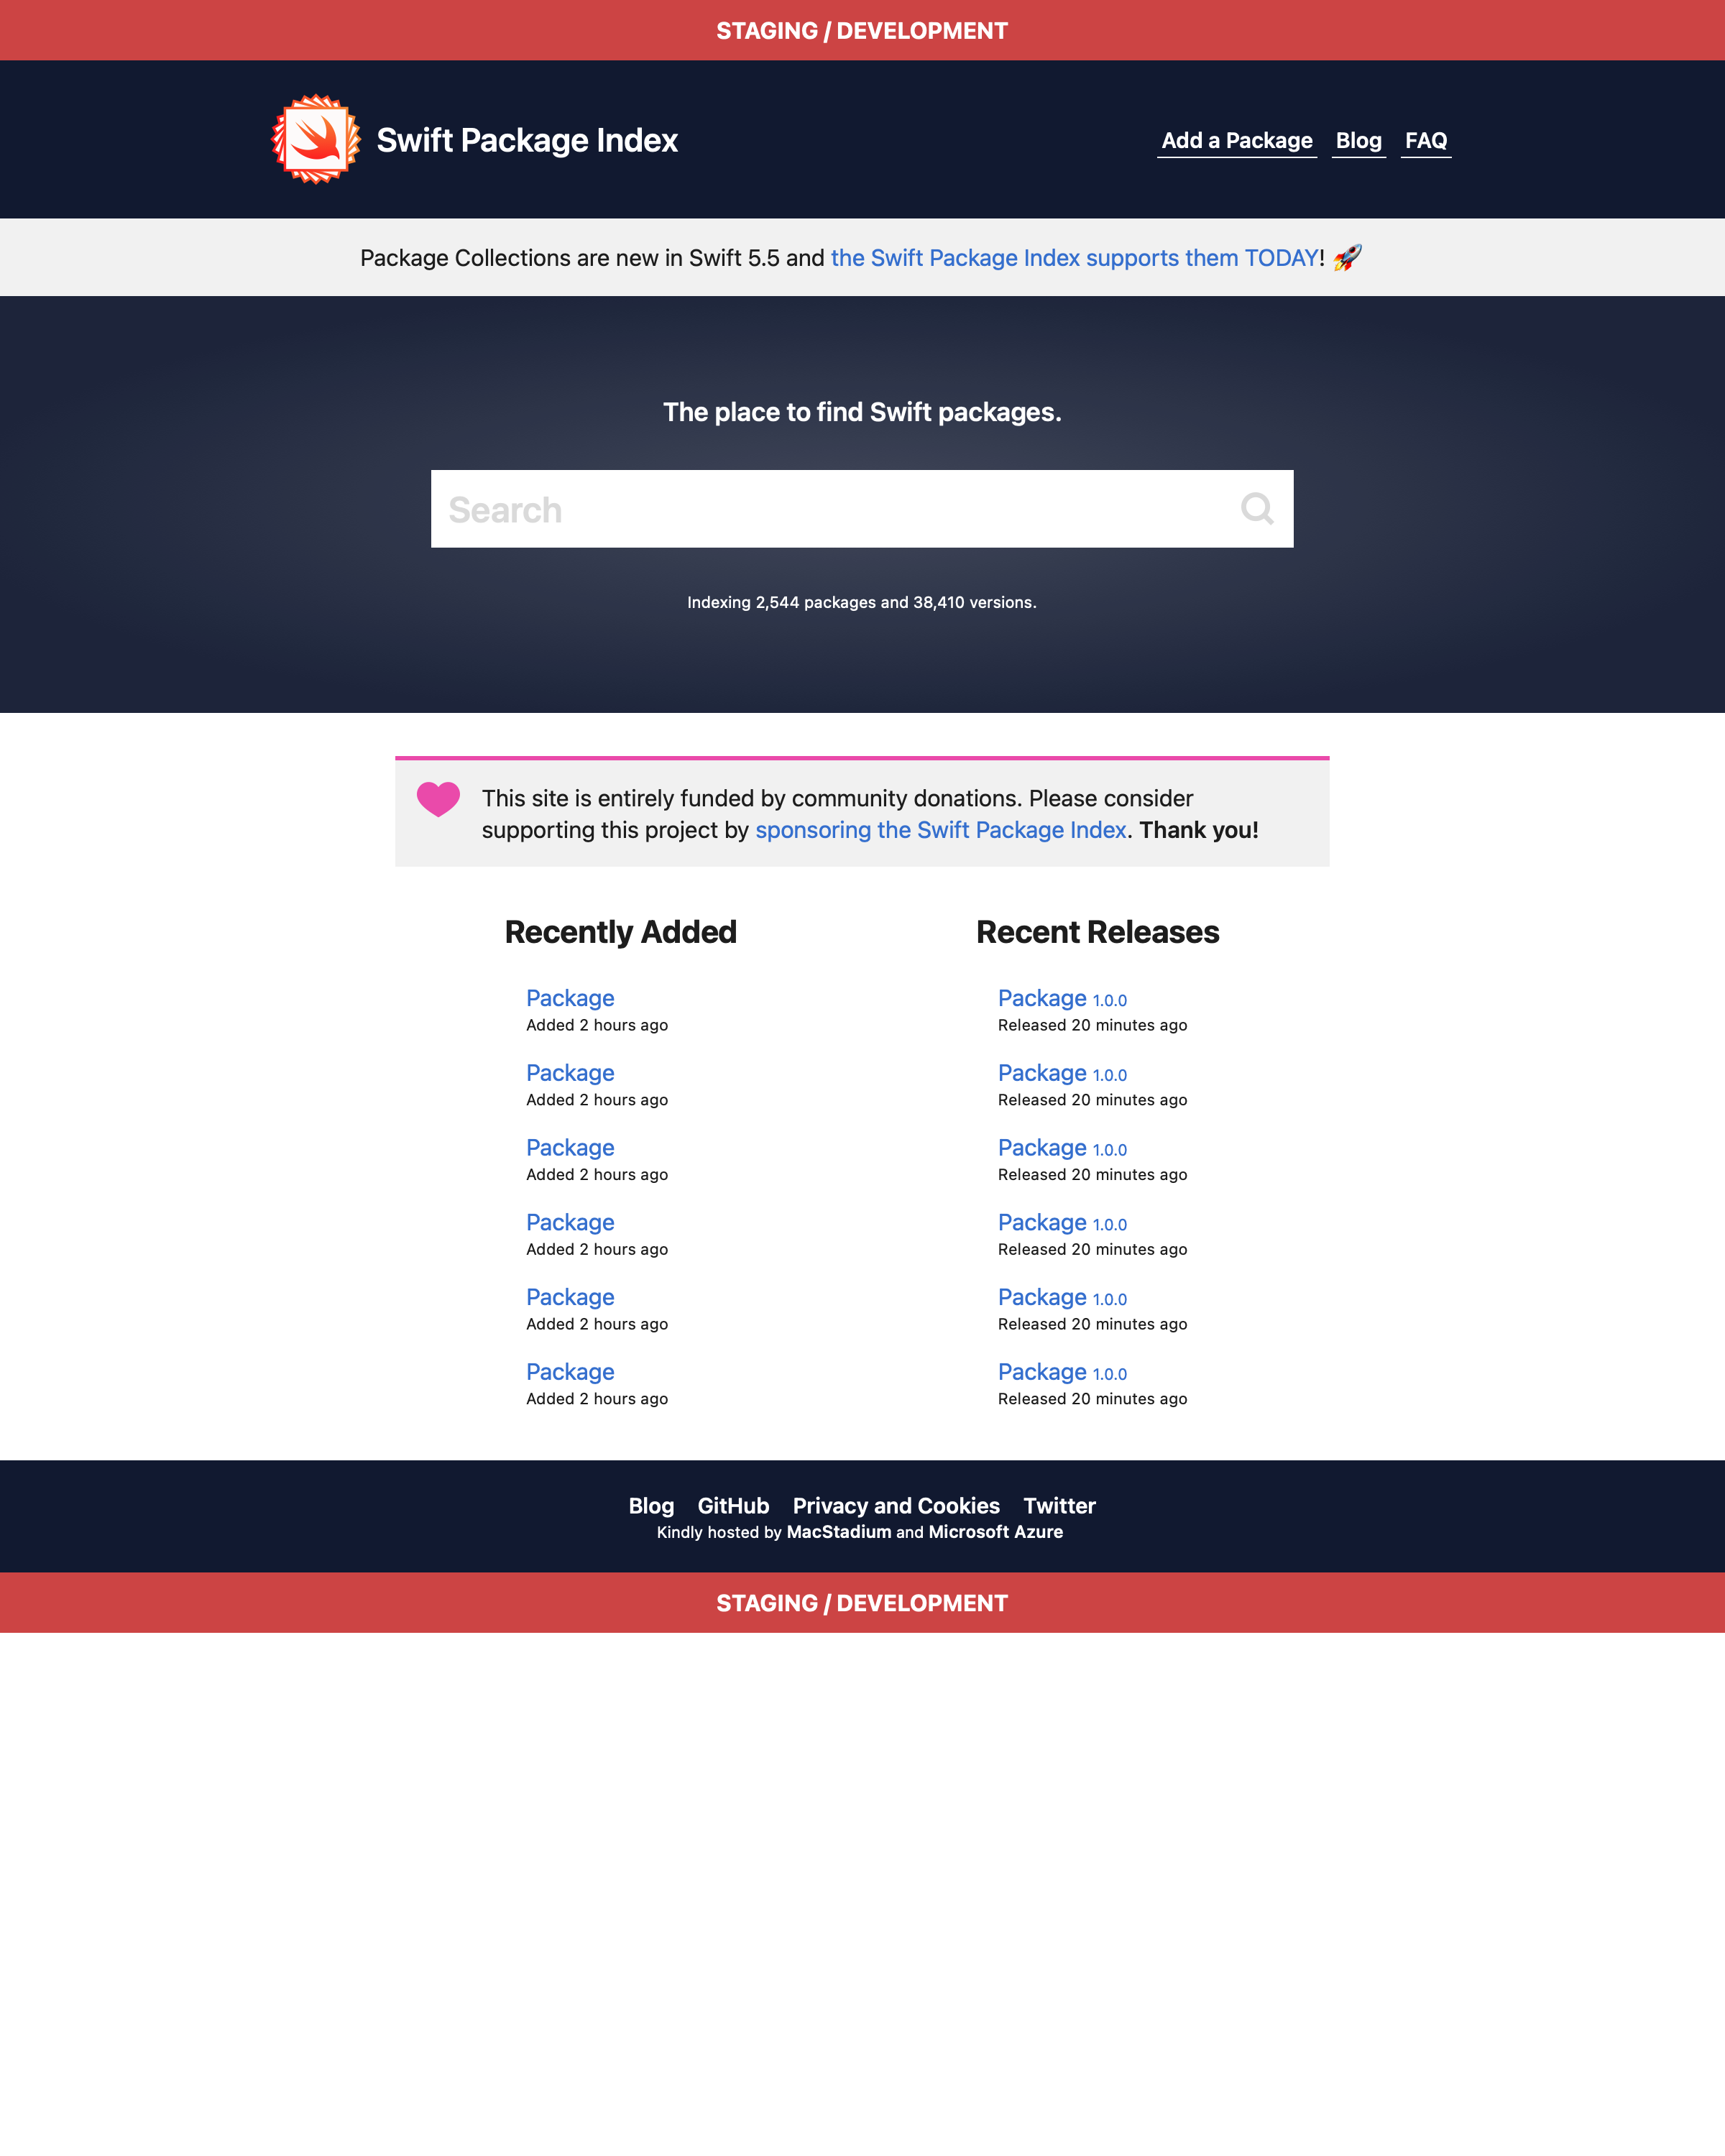 STAGING / DEVELOPMENT
Swift Package Index
Add a Package Blog FAQ
Package Collections are new in Swift 5.5 and the Swift Package Index supports them TODAY! 🚀
The place to find Swift packages.
Search
Indexing 2,544 packages and 38,410 versions.
This site is entirely funded by community donations. Please consider
supporting this project by sponsoring the Swift Package Index. Thank you!
Recently Added
Package
Added 2 hours ago
Package
Added 2 hours ago
Package
Added 2 hours ago
Package
Added 2 hours ago
Package
Added 2 hours ago
Package
Added 2 hours ago
Recent Releases
Package 1.0.0
Released 20 minutes ago
Package 1.0.0
Released 20 minutes ago
Package 1.0.0
Released 20 minutes ago
Package 1.0.0
Released 20 minutes ago
Package 1.0.0
Released 20 minutes ago
Package 1.0.0
Released 20 minutes ago
Blog GitHub Privacy and Cookies Twitter
Kindly hosted by MacStadium and Microsoft Azure
STAGING / DEVELOPMENT